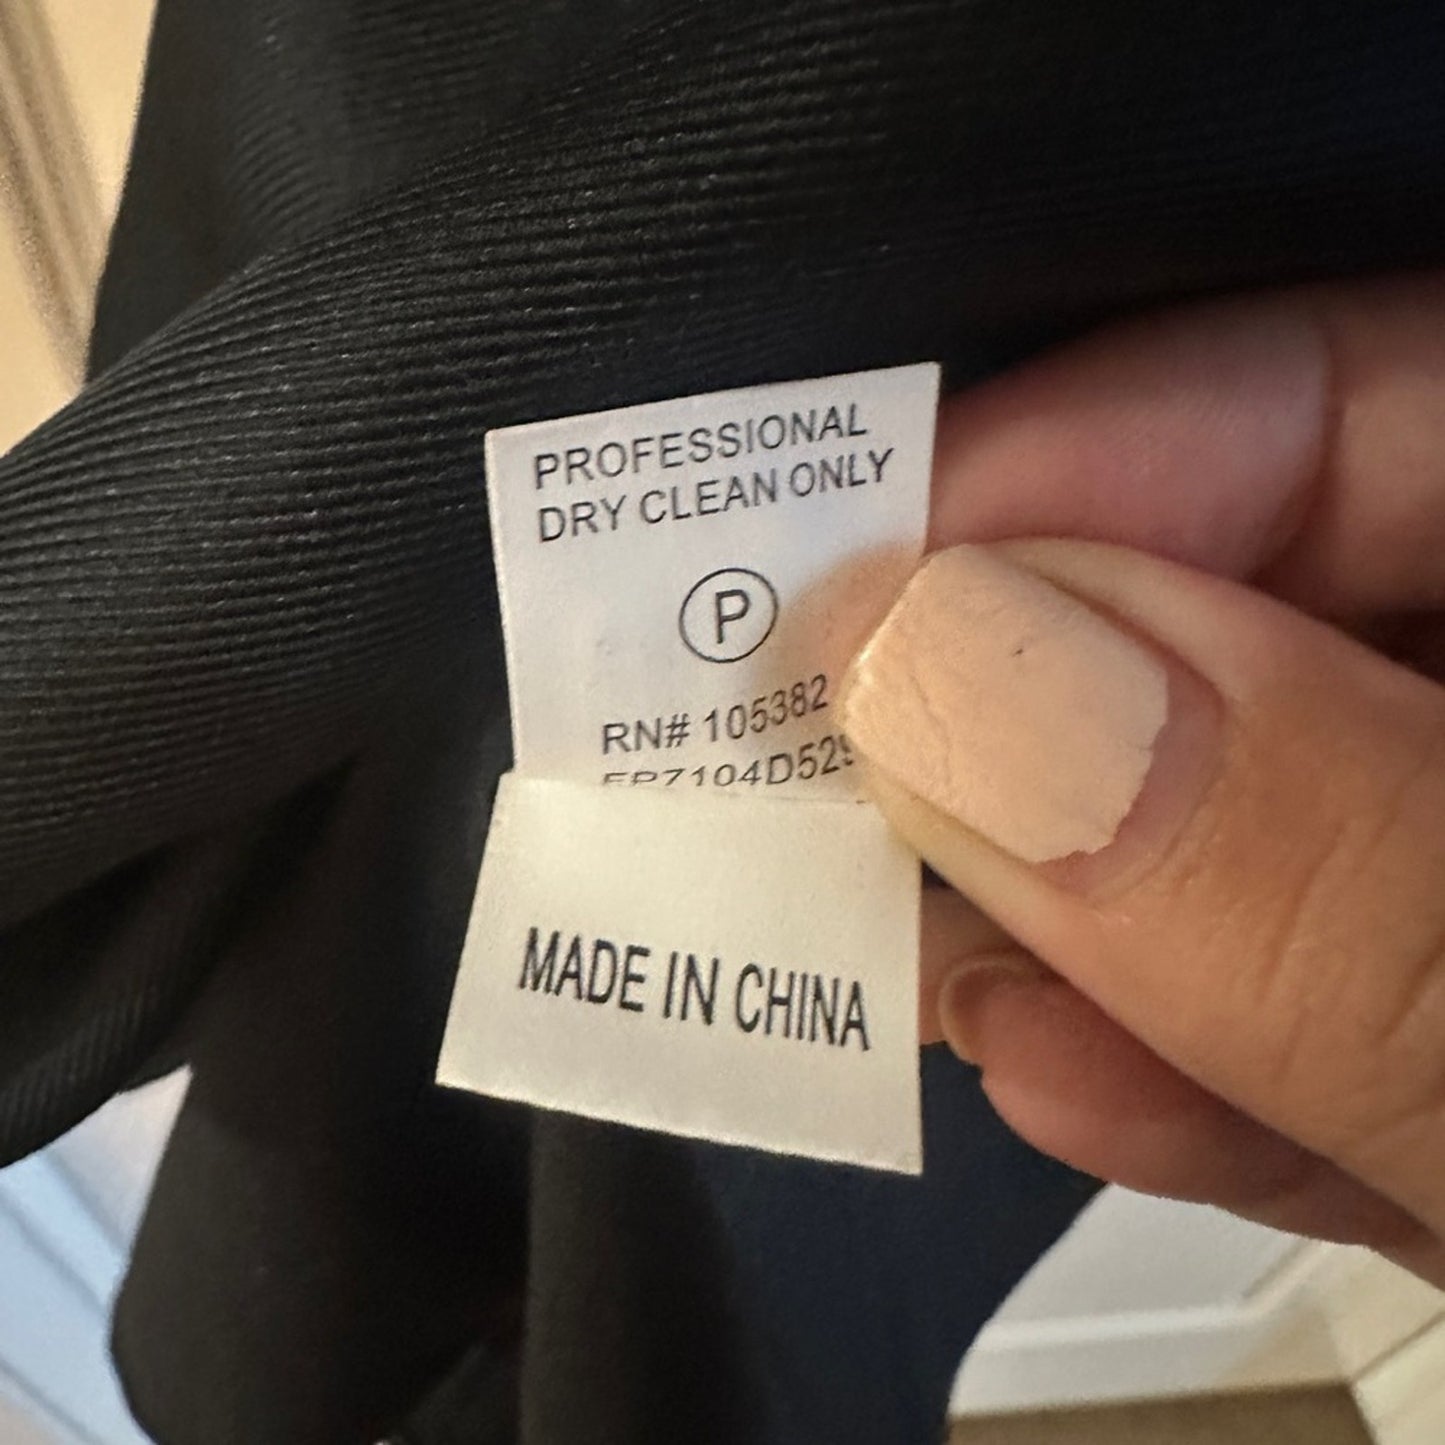 PROFESSIONAL
DRY CLEAN ONLY
P
RN# 105382
MADE IN CHINA